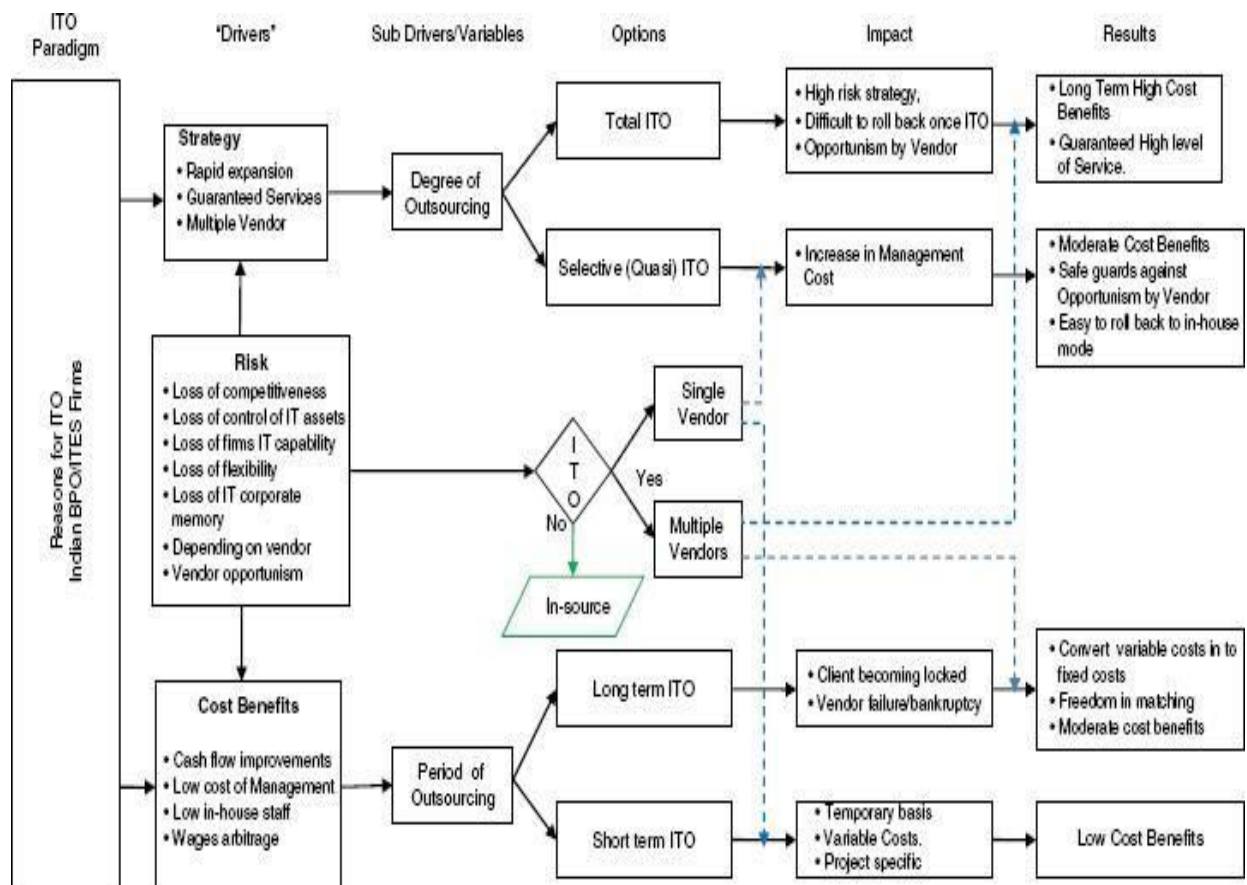 ITO
Paradigm
"Drivers"
Sub Drivers/Variables
Options
Impact
Results
Reasons for ITO
Indian BPO/ITES Firms
Strategy
• Rapid expansion
• Guaranteed Services
• Multiple Vendor
Degree of
Outsourcing
Total ITO
• High risk strategy,
• Difficult to roll back once ITO
• Opportunism by Vendor
• Long Term High Cost
Benefits
• Guaranteed High level
of Service.
Selective (Quasi) ITO
• Increase in Management
Cost
• Moderate Cost Benefits
• Safe guards against
Opportunism by Vendor
• Easy to roll back to in-house
mode
Risk
• Loss of competitiveness
• Loss of control of IT assets
• Loss of firms IT capability
• Loss of flexibility
• Loss of IT corporate
memory
• Depending on vendor
• Vendor opportunism
I
T
O
Yes
No
Single
Vendor
Multiple
Vendors
In-source
Cost Benefits
• Cash flow improvements
• Low cost of Management
• Low in-house staff
• Wages arbitrage
Period of
Outsourcing
Long term ITO
• Client becoming locked
• Vendor failure/bankruptcy
• Convert variable costs in to
fixed costs
• Freedom in matching
• Moderate cost benefits
Short term ITO
• Temporary basis
• Variable Costs.
• Project specific
Low Cost Benefits